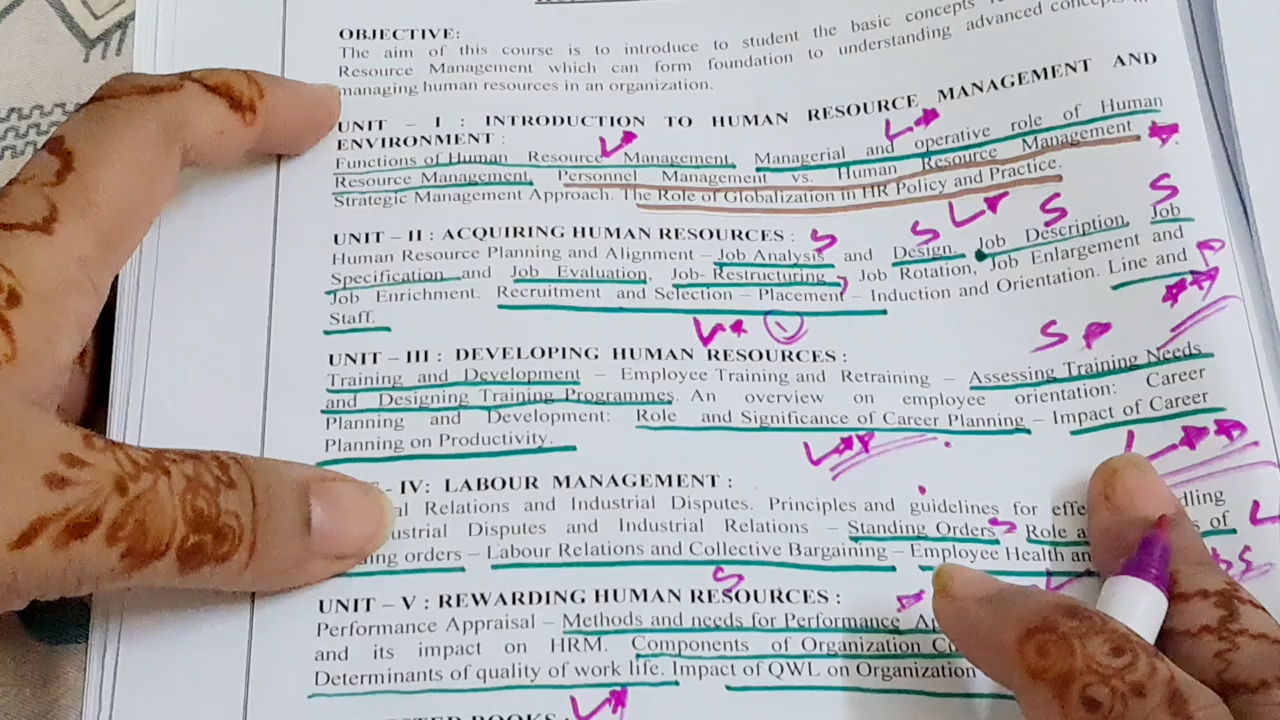 OBJECTIVE:
The aim of this course is to introduce to student the basic concepts
Resource Management which can form foundation to understanding advanced concepts
managing human resources in an organization.
UNIT – I : INTRODUCTION TO HUMAN RESOURCE MANAGEMENT AND
ENVIRONMENT :
Functions of Human Resource Management, Managerial and operative role of Human
Resource Management, Personnel Management vs. Human Resource Management
Strategic Management Approach. The Role of Globalization in HR Policy and Practice.
UNIT – II : ACQUIRING HUMAN RESOURCES : S
Human Resource Planning and Alignment – Job Analysis and Design, Job Description, Job
Specification and Job Evaluation, Job- Restructuring, Job Rotation, Job Enlargement and
Job Enrichment. Recruitment and Selection – Placement – Induction and Orientation. Line and
Staff.
UNIT – III : DEVELOPING HUMAN RESOURCES :
Training and Development – Employee Training and Retraining – Assessing Training Needs
and Designing Training Programmes. An overview on employee orientation: Career
Planning and Development: Role and Significance of Career Planning – Impact of Career
Planning on Productivity.
- IV: LABOUR MANAGEMENT :
Relations and Industrial Disputes. Principles and guidelines for
Disputes and Industrial Relations – Standing Orders Role of
orders – Labour Relations and Collective Bargaining – Employee Health
UNIT – V : REWARDING HUMAN RESOURCES :
Performance Appraisal – Methods and needs for Performance
and its impact on HRM. Components of Organization
Determinants of quality of work life. Impact of QWL on Organization
BOOKS :